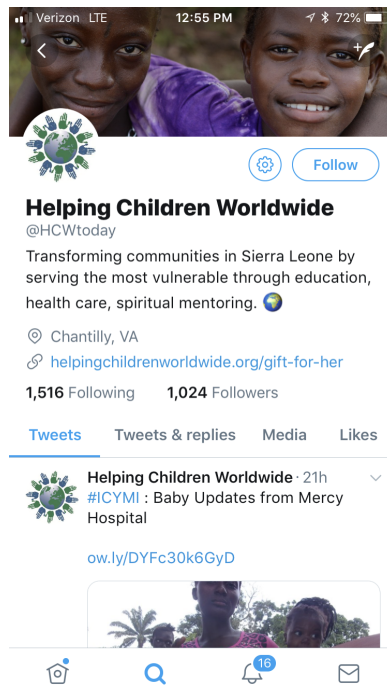 Verizon LTE 12:55 PM 72%
Follow
Helping Children Worldwide
@HCWtoday
Transforming communities in Sierra Leone by
serving the most vulnerable through education,
health care, spiritual mentoring. 🌍
Chantilly, VA
helpingchildrenworldwide.org/gift-for-her
1,516 Following 1,024 Followers
Tweets Tweets & replies Media Likes
Helping Children Worldwide · 21h
#ICYMI : Baby Updates from Mercy
Hospital
ow.ly/DYFc30k6GyD
16